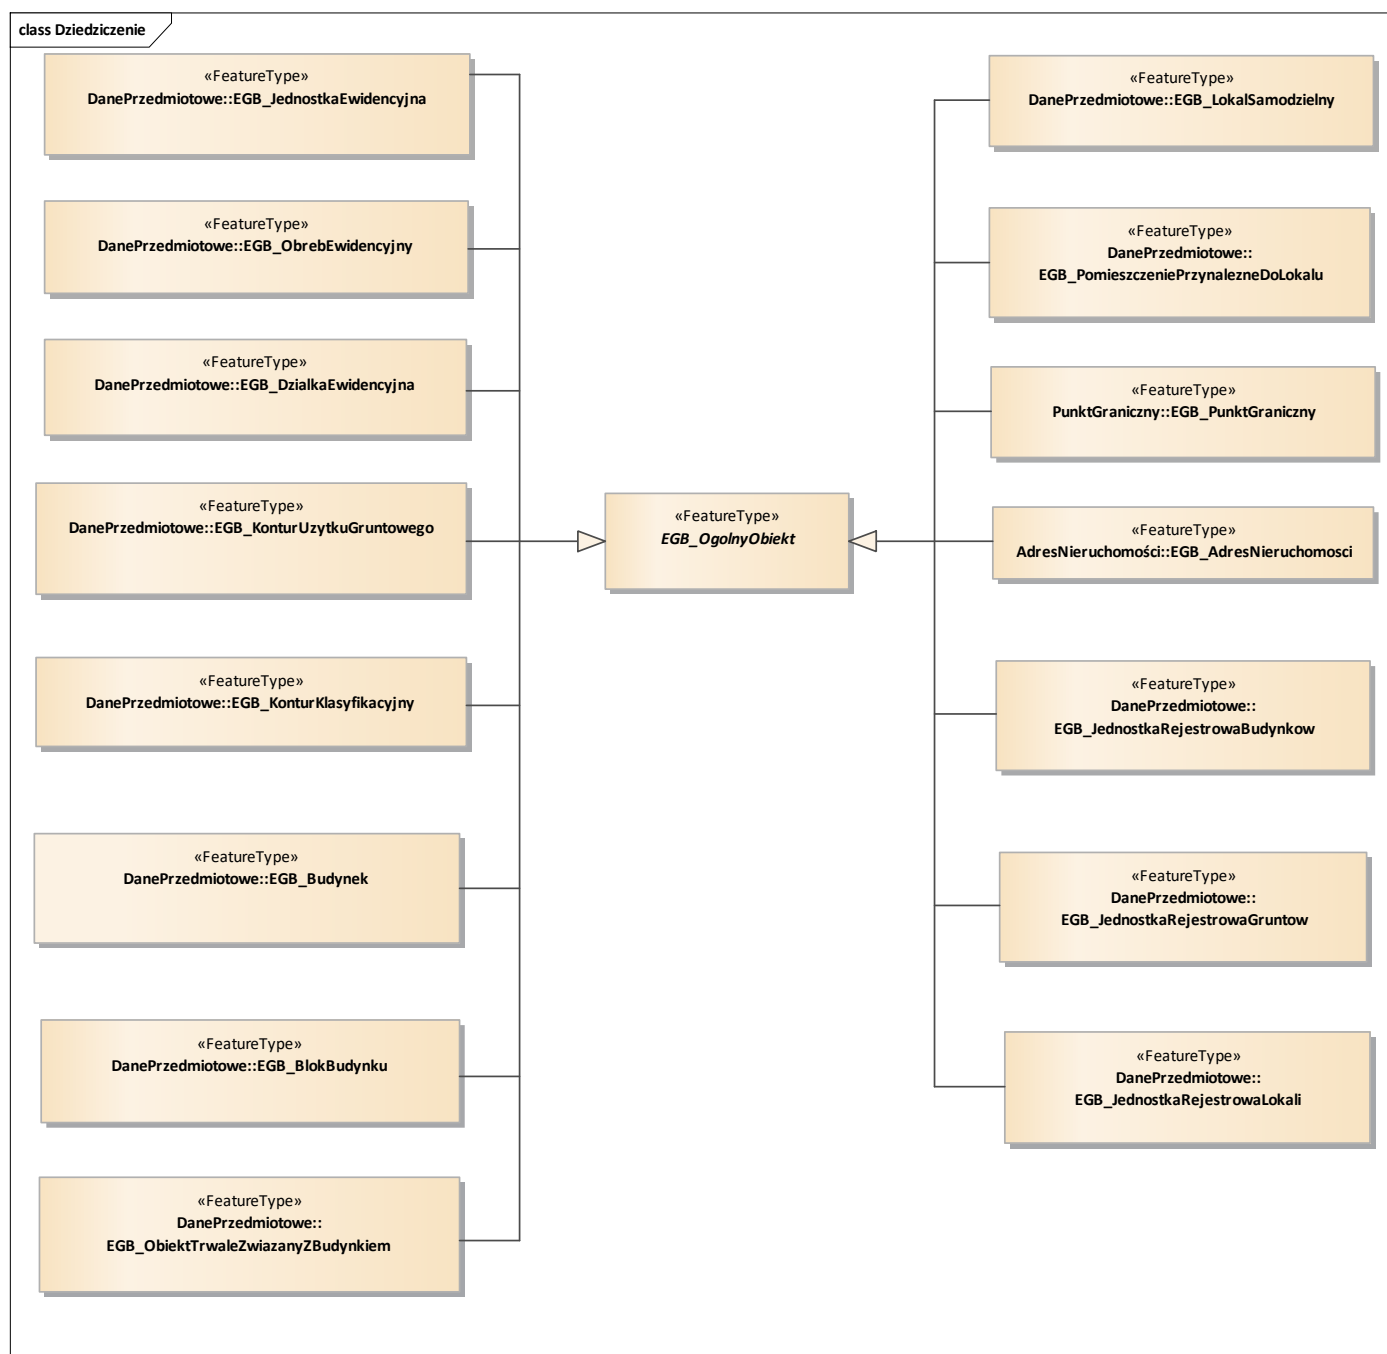 class Dziedziczenie
«FeatureType»
DanePrzedmiotowe::EGB_JednostkaEwidencyjna
«FeatureType»
DanePrzedmiotowe::EGB_ObrebEwidencyjny
«FeatureType»
DanePrzedmiotowe::EGB_DzialkaEwidencyjna
«FeatureType»
DanePrzedmiotowe::EGB_KonturUzytkuGruntowego
«FeatureType»
DanePrzedmiotowe::EGB_KonturKlasyfikacyjny
«FeatureType»
DanePrzedmiotowe::EGB_Budynek
«FeatureType»
DanePrzedmiotowe::EGB_BlokBudynku
«FeatureType»
DanePrzedmiotowe::
EGB_ObiektTrwaleZwiazanyZBudynkiem
«FeatureType»
EGB_OgolnyObiekt
«FeatureType»
DanePrzedmiotowe::EGB_LokalSamodzielny
«FeatureType»
DanePrzedmiotowe::
EGB_PomieszczeniePrzynalezneDoLokalu
«FeatureType»
PunktGraniczny::EGB_PunktGraniczny
«FeatureType»
AdresNieruchomości::EGB_AdresNieruchomosci
«FeatureType»
DanePrzedmiotowe::
EGB_JednostkaRejestrowaBudynkow
«FeatureType»
DanePrzedmiotowe::
EGB_JednostkaRejestrowaGruntow
«FeatureType»
DanePrzedmiotowe::
EGB_JednostkaRejestrowaLokali